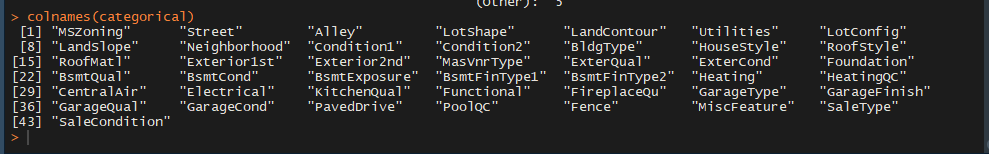 (Other):  5
> colnames(categorical)
 [1] "MSZoning"      "Street"        "Alley"         "LotShape"      "LandContour"   "Utilities"     "LotConfig"
 [8] "LandSlope"     "Neighborhood"  "Condition1"    "Condition2"    "BldgType"      "HouseStyle"    "RoofStyle"
[15] "RoofMatl"      "Exterior1st"   "Exterior2nd"   "MasVnrType"    "ExterQual"     "ExterCond"     "Foundation"
[22] "BsmtQual"      "BsmtCond"      "BsmtExposure"  "BsmtFinType1"  "BsmtFinType2"  "Heating"       "HeatingQC"
[29] "CentralAir"    "Electrical"    "KitchenQual"   "Functional"    "FireplaceQu"   "GarageType"    "GarageFinish"
[36] "GarageQual"    "GarageCond"    "PavedDrive"    "PoolQC"        "Fence"         "MiscFeature"   "SaleType"
[43] "SaleCondition"
>